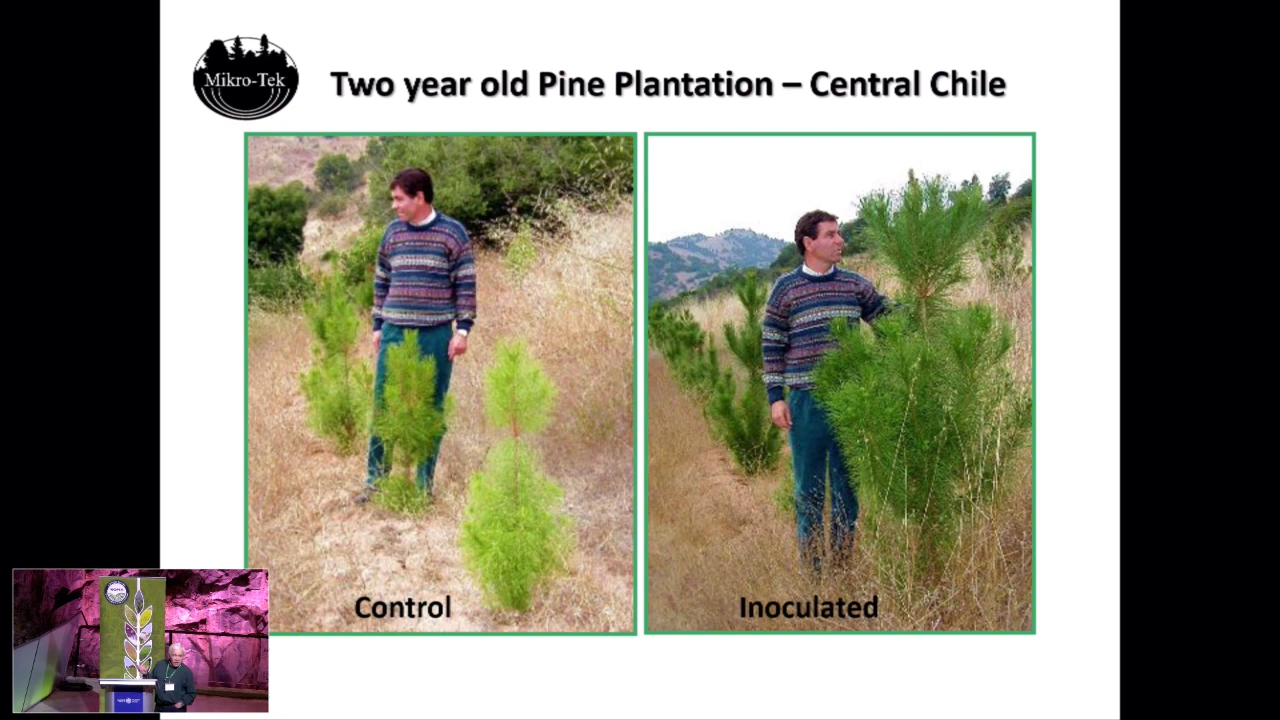 Mikro-Tek
Two year old Pine Plantation – Central Chile
Control
Inoculated